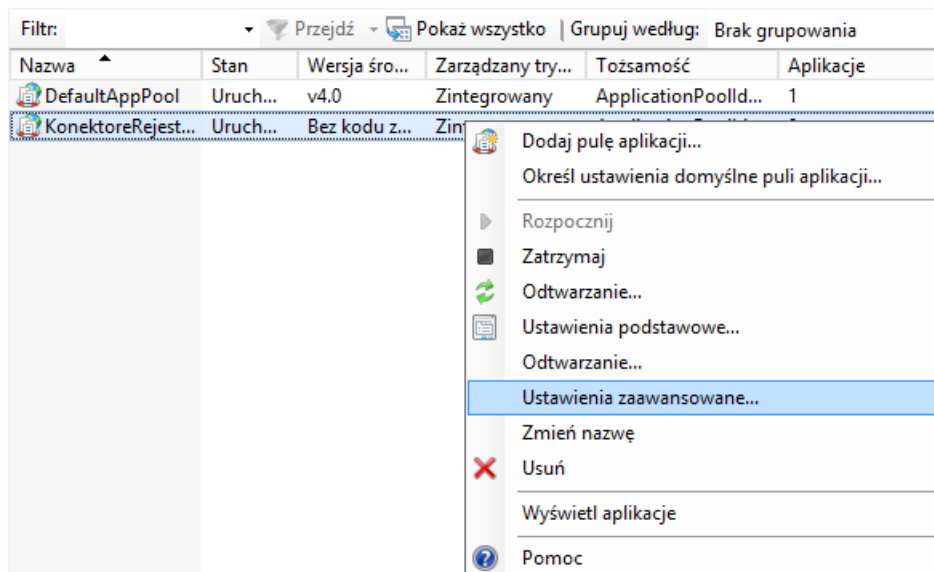 Filtr: Przejdź Pokaż wszystko | Grupuj według: Brak grupowania
Nazwa Stan Wersja śro... Zarządzany try... Tożsamość Aplikacje
DefaultAppPool Uruch... v4.0 Zintegrowany ApplicationPoolId... 1
KonektoreRejest... Uruch... Bez kodu z...
Dodaj pulę aplikacji...
Określ ustawienia domyślne puli aplikacji...
Rozpocznij
Zatrzymaj
Odtwarzanie...
Ustawienia podstawowe...
Odtwarzanie...
Ustawienia zaawansowane...
Zmień nazwę
Usuń
Wyświetl aplikacje
Pomoc